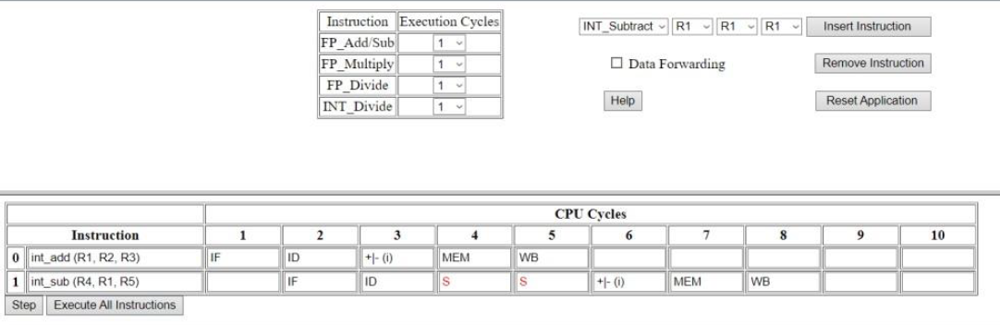 Instruction Execution Cycles
FP_Add/Sub 1
FP_Multiply 1
FP_Divide 1
INT_Divide 1
INT_Subtract R1 R1 R1 Insert Instruction
Data Forwarding Remove Instruction
Help Reset Application
CPU Cycles
Instruction 1 2 3 4 5 6 7 8 9 10
0 int_add (R1, R2, R3) IF ID +|- (i) MEM WB
1 int_sub (R4, R1, R5) IF ID S S +|- (i) MEM WB
Step Execute All Instructions